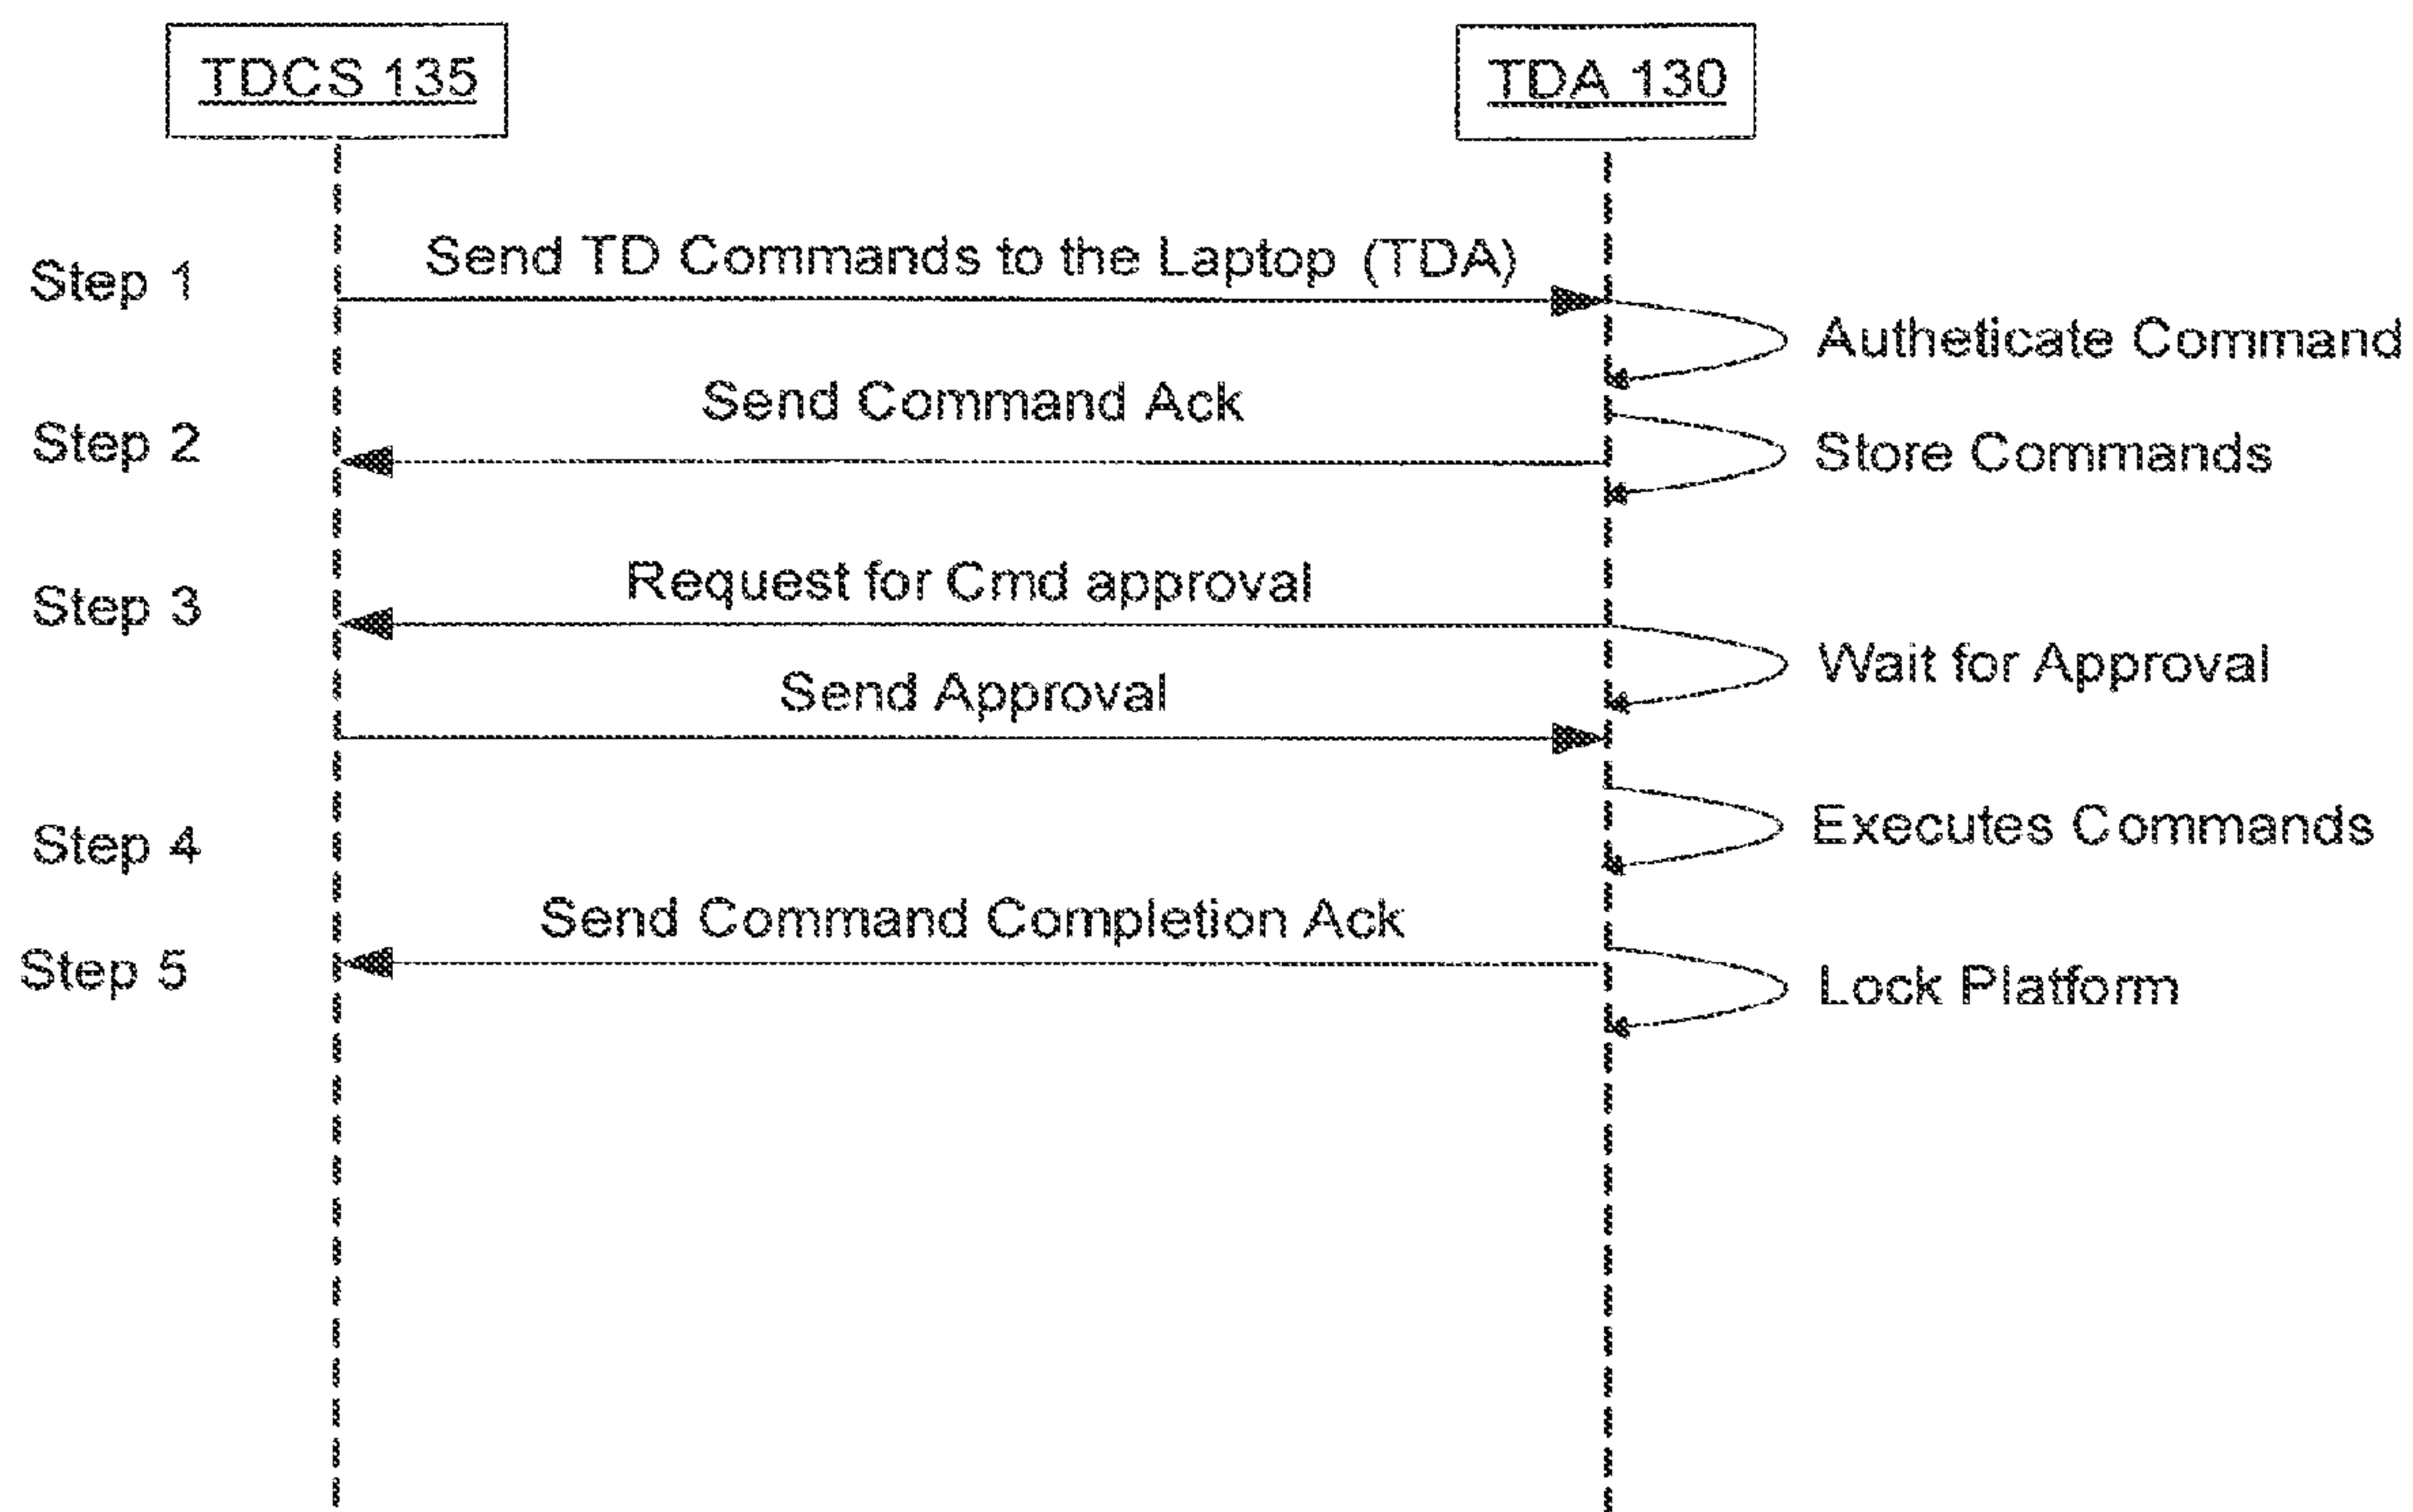 TDCS 135
TDA 130
Step 1
Send TD Commands to the Laptop (TDA)
Autheticate Command
Send Command Ack
Step 2
Store Commands
Request for Cmd approval
Step 3
Wait for Approval
Send Approval
Step 4
Executes Commands
Send Command Completion Ack
Step 5
Lock Platform